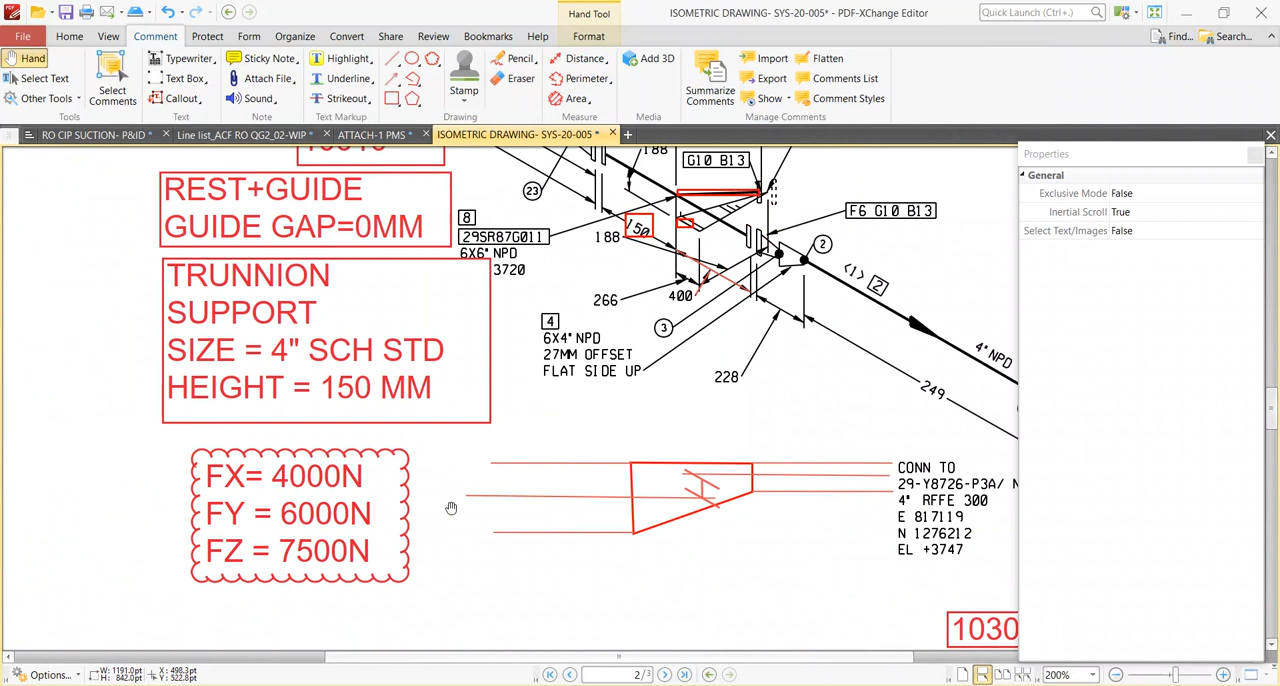 Hand Tool
ISOMETRIC DRAWING- SYS-20-005* - PDF-XChange Editor
Quick Launch (Ctrl+.)
File
Home
View
Comment
Protect
Form
Organize
Convert
Share
Review
Bookmarks
Help
Format
Find...
Search...
Hand
Select Text
Other Tools
Tools
Select
Comments
Typewriter
Text Box
Callout
Text
Sticky Note
Attach File
Sound
Note
Highlight
Underline
Strikeout
Text Markup
Pencil
Eraser
Drawing
Stamp
Distance
Perimeter
Area
Measure
Add 3D
Media
Summarize
Comments
Import
Export
Show
Flatten
Comments List
Comment Styles
Manage Comments
RO CIP SUCTION- P&ID *
Line list_ACF RO QG2_02-WIP *
ATTACH-1 PMS *
ISOMETRIC DRAWING- SYS-20-005 *
Properties
General
Exclusive Mode False
Inertial Scroll True
Select Text/Images False
REST+GUIDE
GUIDE GAP=0MM
TRUNNION
SUPPORT
SIZE = 4" SCH STD
HEIGHT = 150 MM
FX= 4000N
FY = 6000N
FZ = 7500N
188
23
8
29SR87G011
6X6" NPD
3720
150
188
G10 B13
F6 G10 B13
2
<1> 2
266
400
3
4
6X4" NPD
27MM OFFSET
FLAT SIDE UP
228
249
4" NPD
CONN TO
29-Y8726-P3A/ N
4" RFFE 300
E 817119
N 1276212
EL +3747
1030
Options...
W: 1191.0pt
H: 842.0pt
X: 498.3pt
Y: 522.8pt
2/3
200%